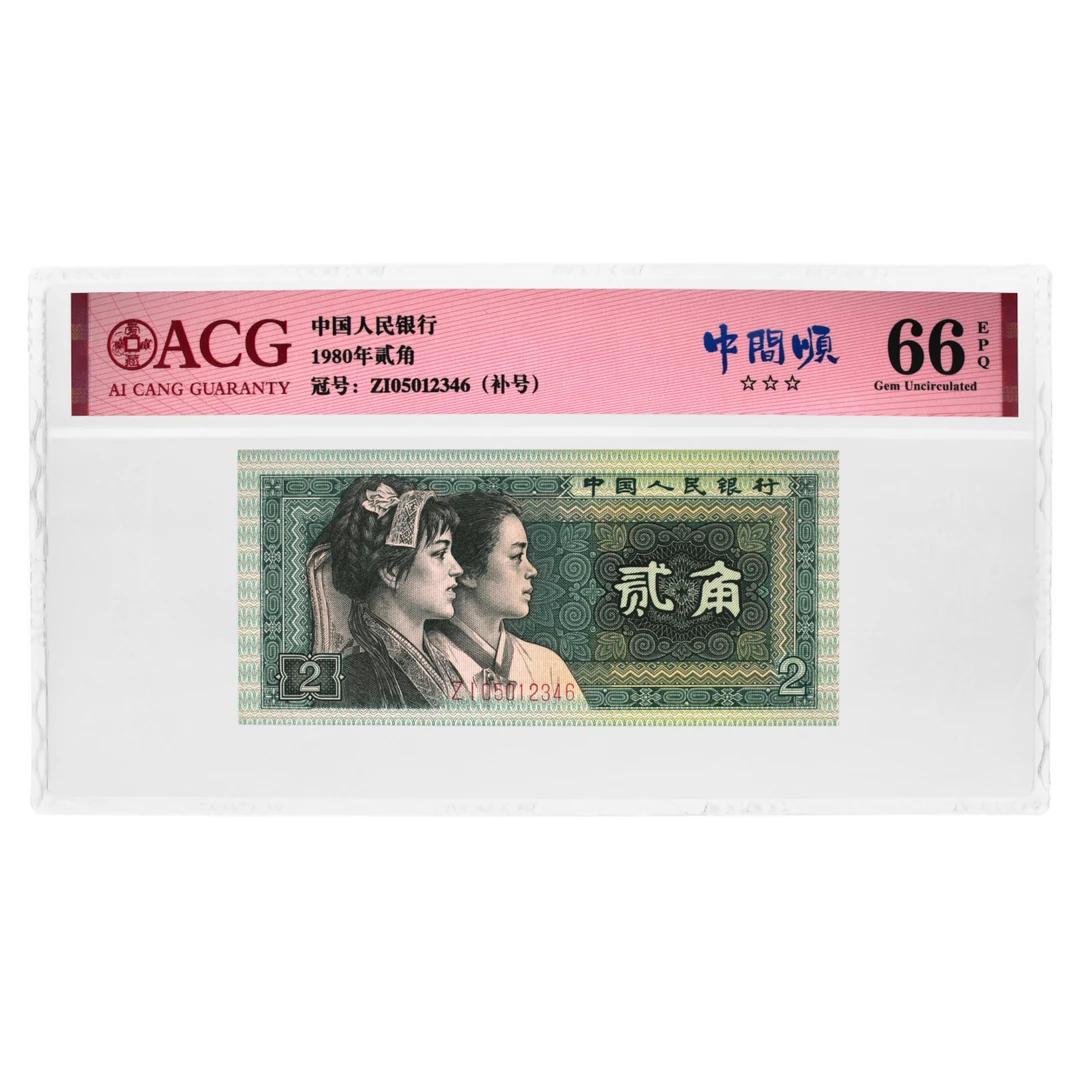 ACG
AI CANG GUARANTY
中国人民银行
1980年贰角
冠号：ZI05012346（补号）
中間順
☆☆☆
66
EPQ
Gem Uncirculated
中国人民银行
贰角
2
2
ZI05012346